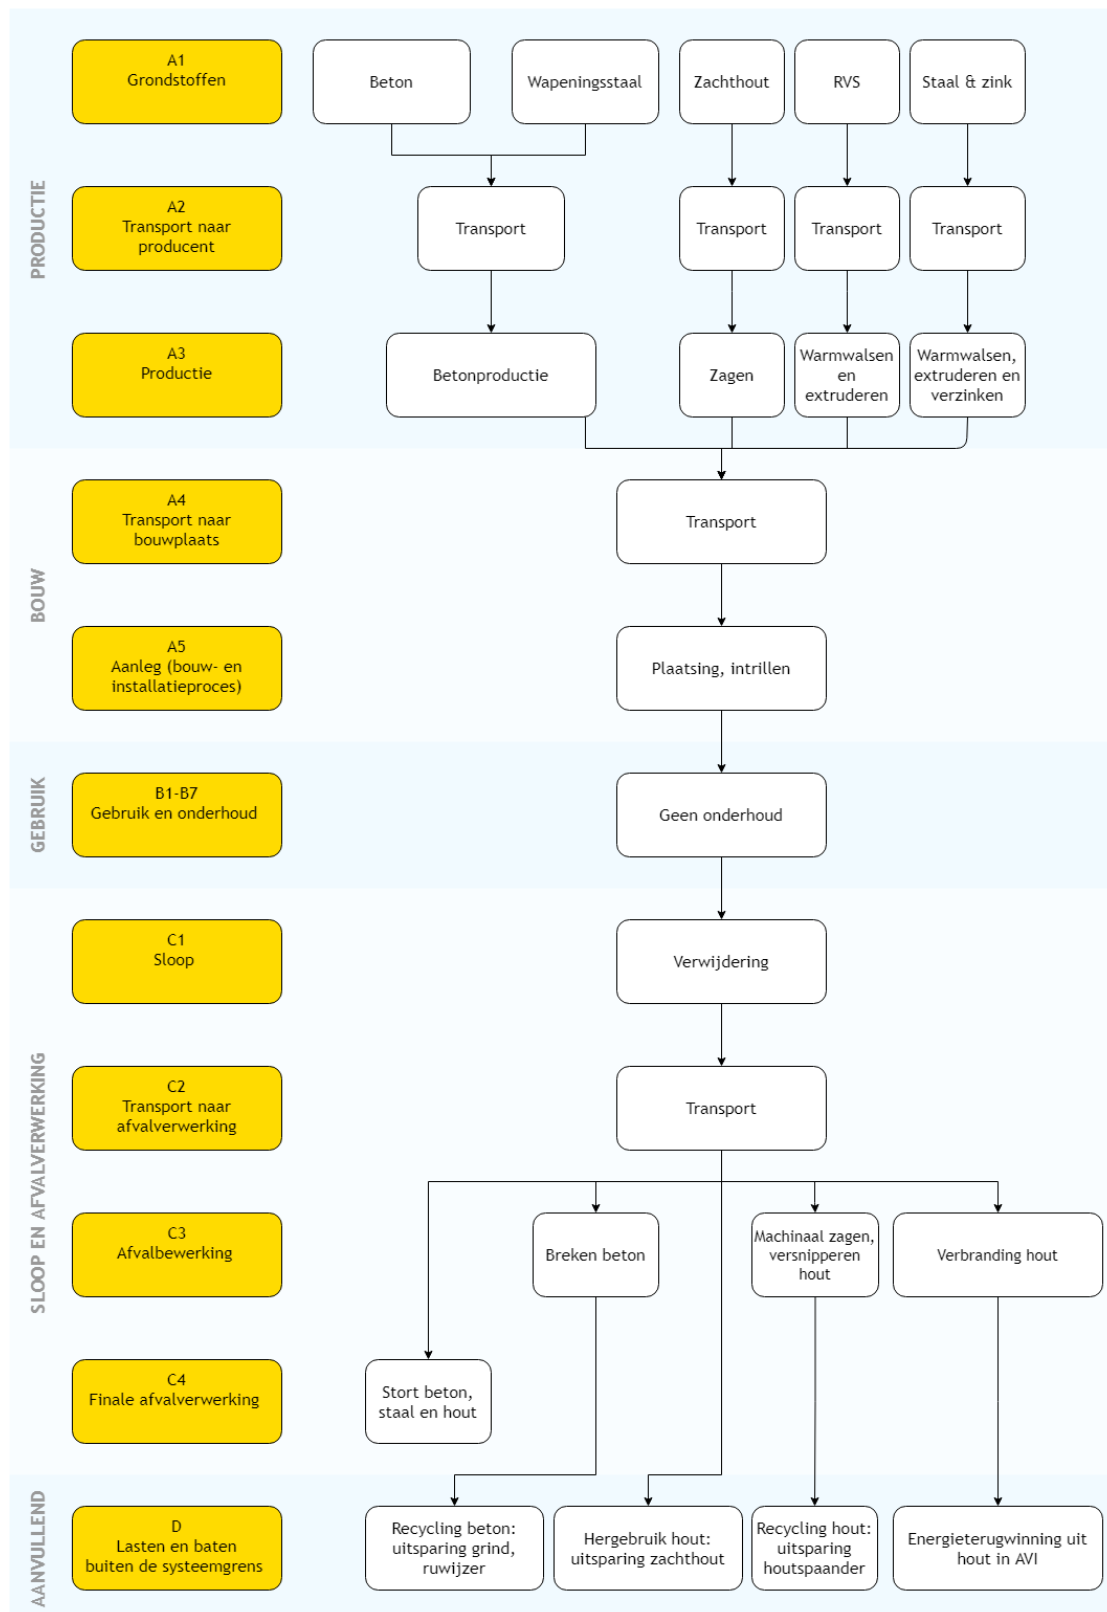 PRODUCTIE
A1
Grondstoffen
Beton
Wapeningsstaal
Zachthout
RVS
Staal & zink
A2
Transport naar
producent
Transport
Transport
Transport
Transport
A3
Productie
Betonproductie
Zagen
Warmwalsen
en
extruderen
Warmwalsen,
extruderen en
verzinken
BOUW
A4
Transport naar
bouwplaats
Transport
A5
Aanleg (bouw- en
installatieproces)
Plaatsing, intrillen
GEBRUIK
B1-B7
Gebruik en onderhoud
Geen onderhoud
SLOOP EN AFVALVERWERKING
C1
Sloop
Verwijdering
C2
Transport naar
afvalverwerking
Transport
C3
Afvalbewerking
Breken beton
Machinaal zagen,
versnipperen
hout
Verbranding hout
C4
Finale afvalverwerking
Stort beton,
staal en hout
AANVULLEND
D
Lasten en baten
buiten de systeemgrens
Recycling beton:
uitsparing grind,
ruwijzer
Hergebruik hout:
uitsparing zachthout
Recycling hout:
uitsparing
houtspaander
Energieterugwinning uit
hout in AVI